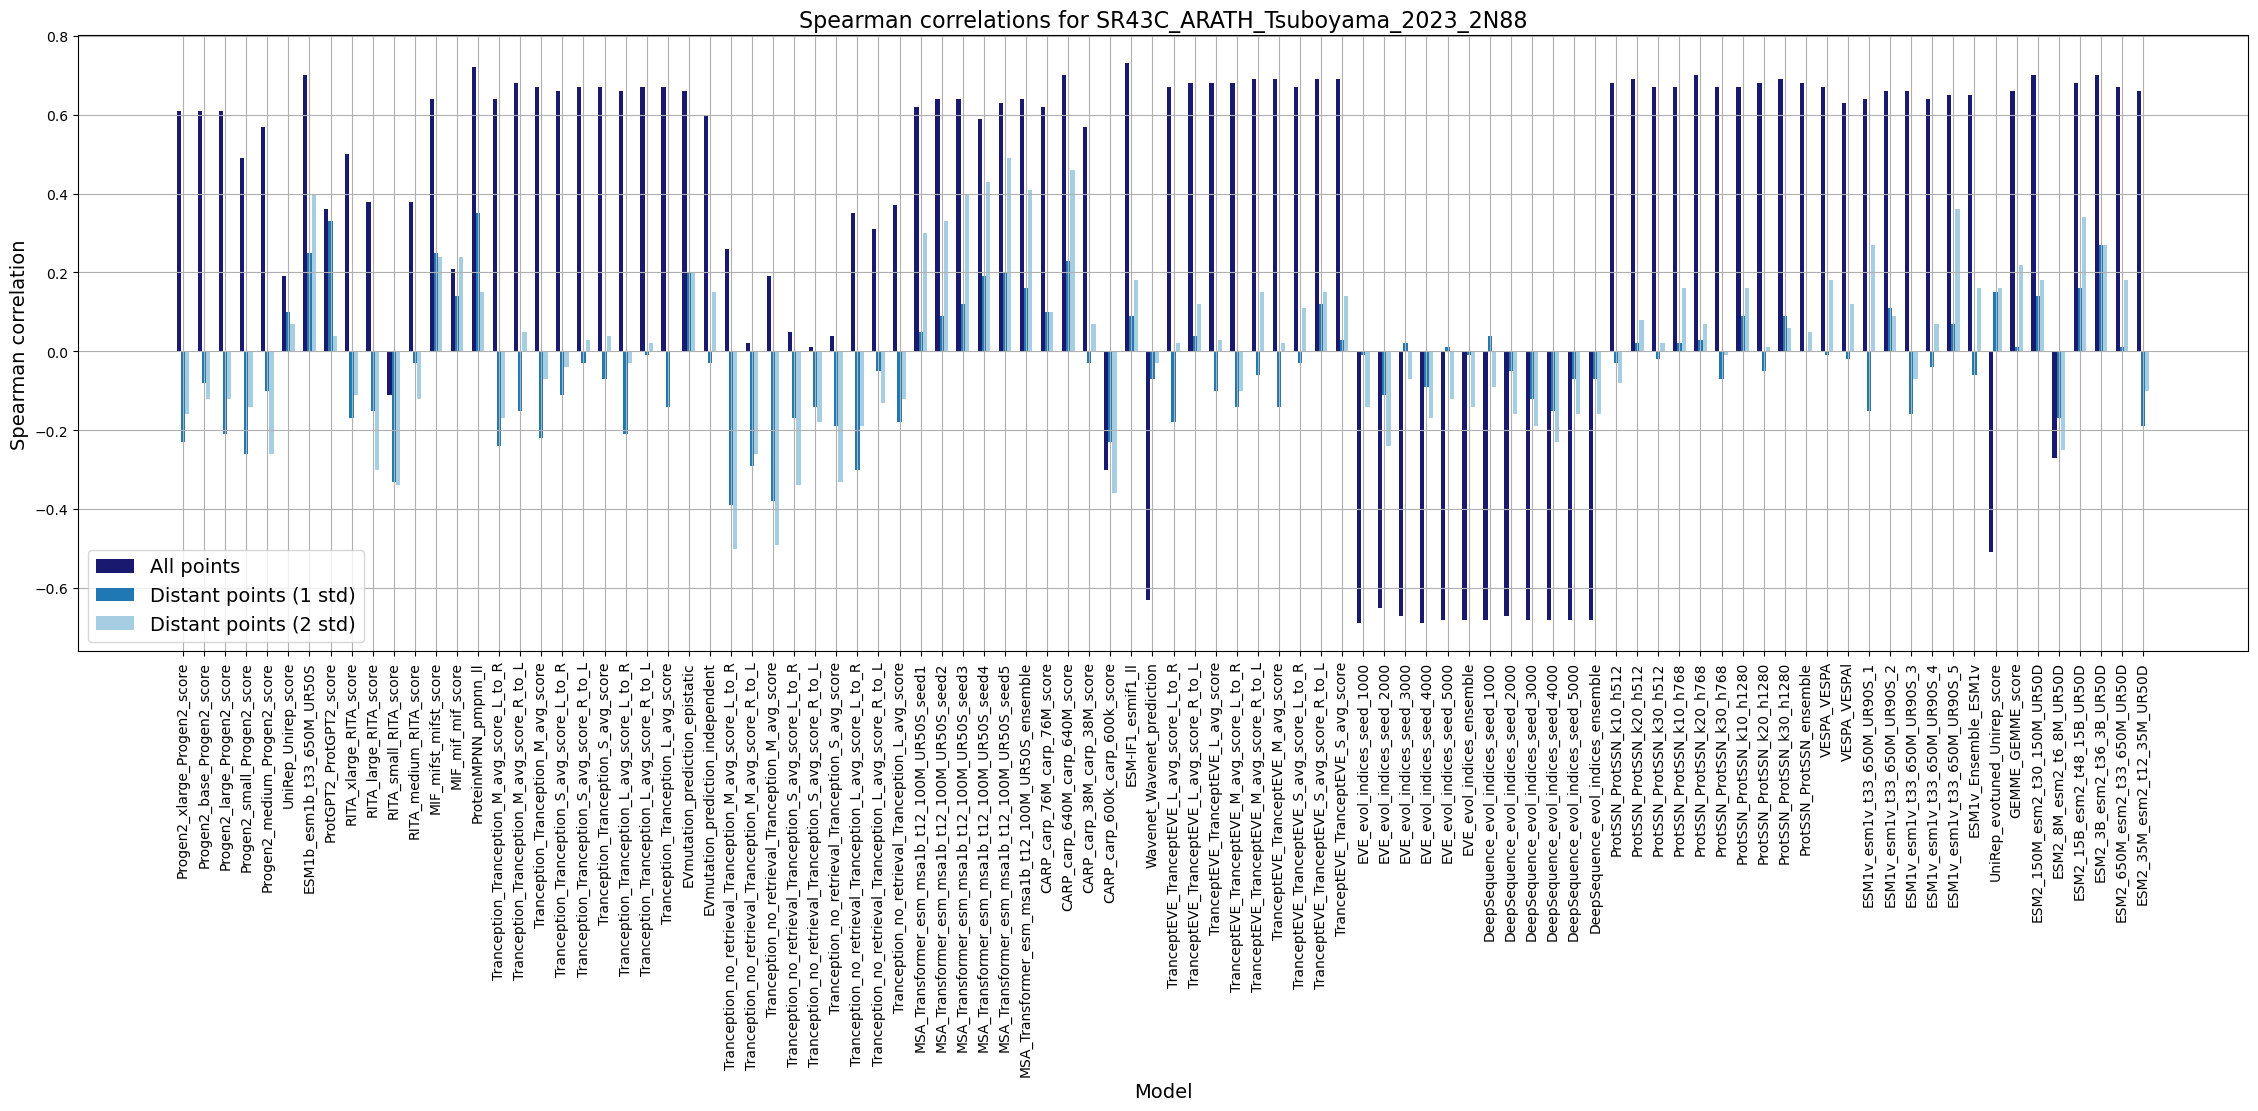 Spearman correlations for SR43C_ARATH_Tsuboyama_2023_2N88
Spearman correlation
0.8
0.6
0.4
0.2
0.0
−0.2
−0.4
−0.6
All points
Distant points (1 std)
Distant points (2 std)
Progen2_xlarge_Progen2_score
Progen2_base_Progen2_score
Progen2_large_Progen2_score
Progen2_small_Progen2_score
Progen2_medium_Progen2_score
UniRep_Unirep_score
ESM1b_esm1b_t33_650M_UR50S
ProtGPT2_ProtGPT2_score
RITA_xlarge_RITA_score
RITA_large_RITA_score
RITA_small_RITA_score
RITA_medium_RITA_score
MIF_mifst_mifst_score
MIF_mif_mif_score
ProteinMPNN_pmpnn_ll
Tranception_Tranception_M_avg_score_L_to_R
Tranception_Tranception_M_avg_score_R_to_L
Tranception_Tranception_M_avg_score
Tranception_Tranception_S_avg_score_L_to_R
Tranception_Tranception_S_avg_score_R_to_L
Tranception_Tranception_S_avg_score
Tranception_Tranception_L_avg_score_L_to_R
Tranception_Tranception_L_avg_score_R_to_L
Tranception_Tranception_L_avg_score
EVmutation_prediction_epistatic
EVmutation_prediction_independent
Tranception_no_retrieval_Tranception_M_avg_score_L_to_R
Tranception_no_retrieval_Tranception_M_avg_score_R_to_L
Tranception_no_retrieval_Tranception_M_avg_score
Tranception_no_retrieval_Tranception_S_avg_score_L_to_R
Tranception_no_retrieval_Tranception_S_avg_score_R_to_L
Tranception_no_retrieval_Tranception_S_avg_score
Tranception_no_retrieval_Tranception_L_avg_score_L_to_R
Tranception_no_retrieval_Tranception_L_avg_score_R_to_L
Tranception_no_retrieval_Tranception_L_avg_score
MSA_Transformer_esm_msa1b_t12_100M_UR50S_seed1
MSA_Transformer_esm_msa1b_t12_100M_UR50S_seed2
MSA_Transformer_esm_msa1b_t12_100M_UR50S_seed3
MSA_Transformer_esm_msa1b_t12_100M_UR50S_seed4
MSA_Transformer_esm_msa1b_t12_100M_UR50S_seed5
MSA_Transformer_esm_msa1b_t12_100M_UR50S_ensemble
CARP_carp_76M_carp_76M_score
CARP_carp_640M_carp_640M_score
CARP_carp_38M_carp_38M_score
CARP_carp_600k_carp_600k_score
ESM-IF1_esmif1_ll
Wavenet_Wavenet_prediction
TranceptEVE_TranceptEVE_L_avg_score_L_to_R
TranceptEVE_TranceptEVE_L_avg_score_R_to_L
TranceptEVE_TranceptEVE_L_avg_score
TranceptEVE_TranceptEVE_M_avg_score_L_to_R
TranceptEVE_TranceptEVE_M_avg_score_R_to_L
TranceptEVE_TranceptEVE_M_avg_score
TranceptEVE_TranceptEVE_S_avg_score_L_to_R
TranceptEVE_TranceptEVE_S_avg_score_R_to_L
TranceptEVE_TranceptEVE_S_avg_score
EVE_evol_indices_seed_1000
EVE_evol_indices_seed_2000
EVE_evol_indices_seed_3000
EVE_evol_indices_seed_4000
EVE_evol_indices_seed_5000
EVE_evol_indices_ensemble
DeepSequence_evol_indices_seed_1000
DeepSequence_evol_indices_seed_2000
DeepSequence_evol_indices_seed_3000
DeepSequence_evol_indices_seed_4000
DeepSequence_evol_indices_seed_5000
DeepSequence_evol_indices_ensemble
ProtSSN_ProtSSN_k10_h512
ProtSSN_ProtSSN_k20_h512
ProtSSN_ProtSSN_k30_h512
ProtSSN_ProtSSN_k10_h768
ProtSSN_ProtSSN_k20_h768
ProtSSN_ProtSSN_k30_h768
ProtSSN_ProtSSN_k10_h1280
ProtSSN_ProtSSN_k20_h1280
ProtSSN_ProtSSN_k30_h1280
ProtSSN_ProtSSN_ensemble
VESPA_VESPA
VESPA_VESPAl
ESM1v_esm1v_t33_650M_UR90S_1
ESM1v_esm1v_t33_650M_UR90S_2
ESM1v_esm1v_t33_650M_UR90S_3
ESM1v_esm1v_t33_650M_UR90S_4
ESM1v_esm1v_t33_650M_UR90S_5
ESM1v_Ensemble_ESM1v
UniRep_evotuned_Unirep_score
GEMME_GEMME_score
ESM2_150M_esm2_t30_150M_UR50D
ESM2_8M_esm2_t6_8M_UR50D
ESM2_15B_esm2_t48_15B_UR50D
ESM2_3B_esm2_t36_3B_UR50D
ESM2_650M_esm2_t33_650M_UR50D
ESM2_35M_esm2_t12_35M_UR50D
Model